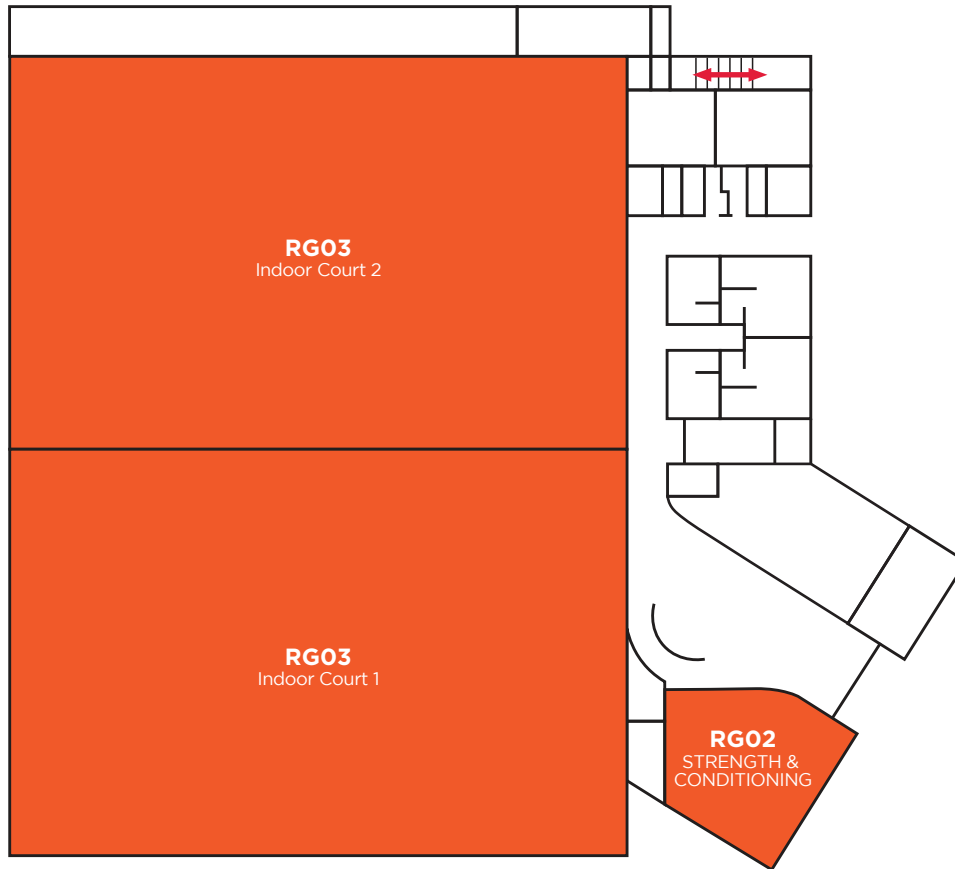 RG03
Indoor Court 2
RG03
Indoor Court 1
RG02
STRENGTH &
CONDITIONING